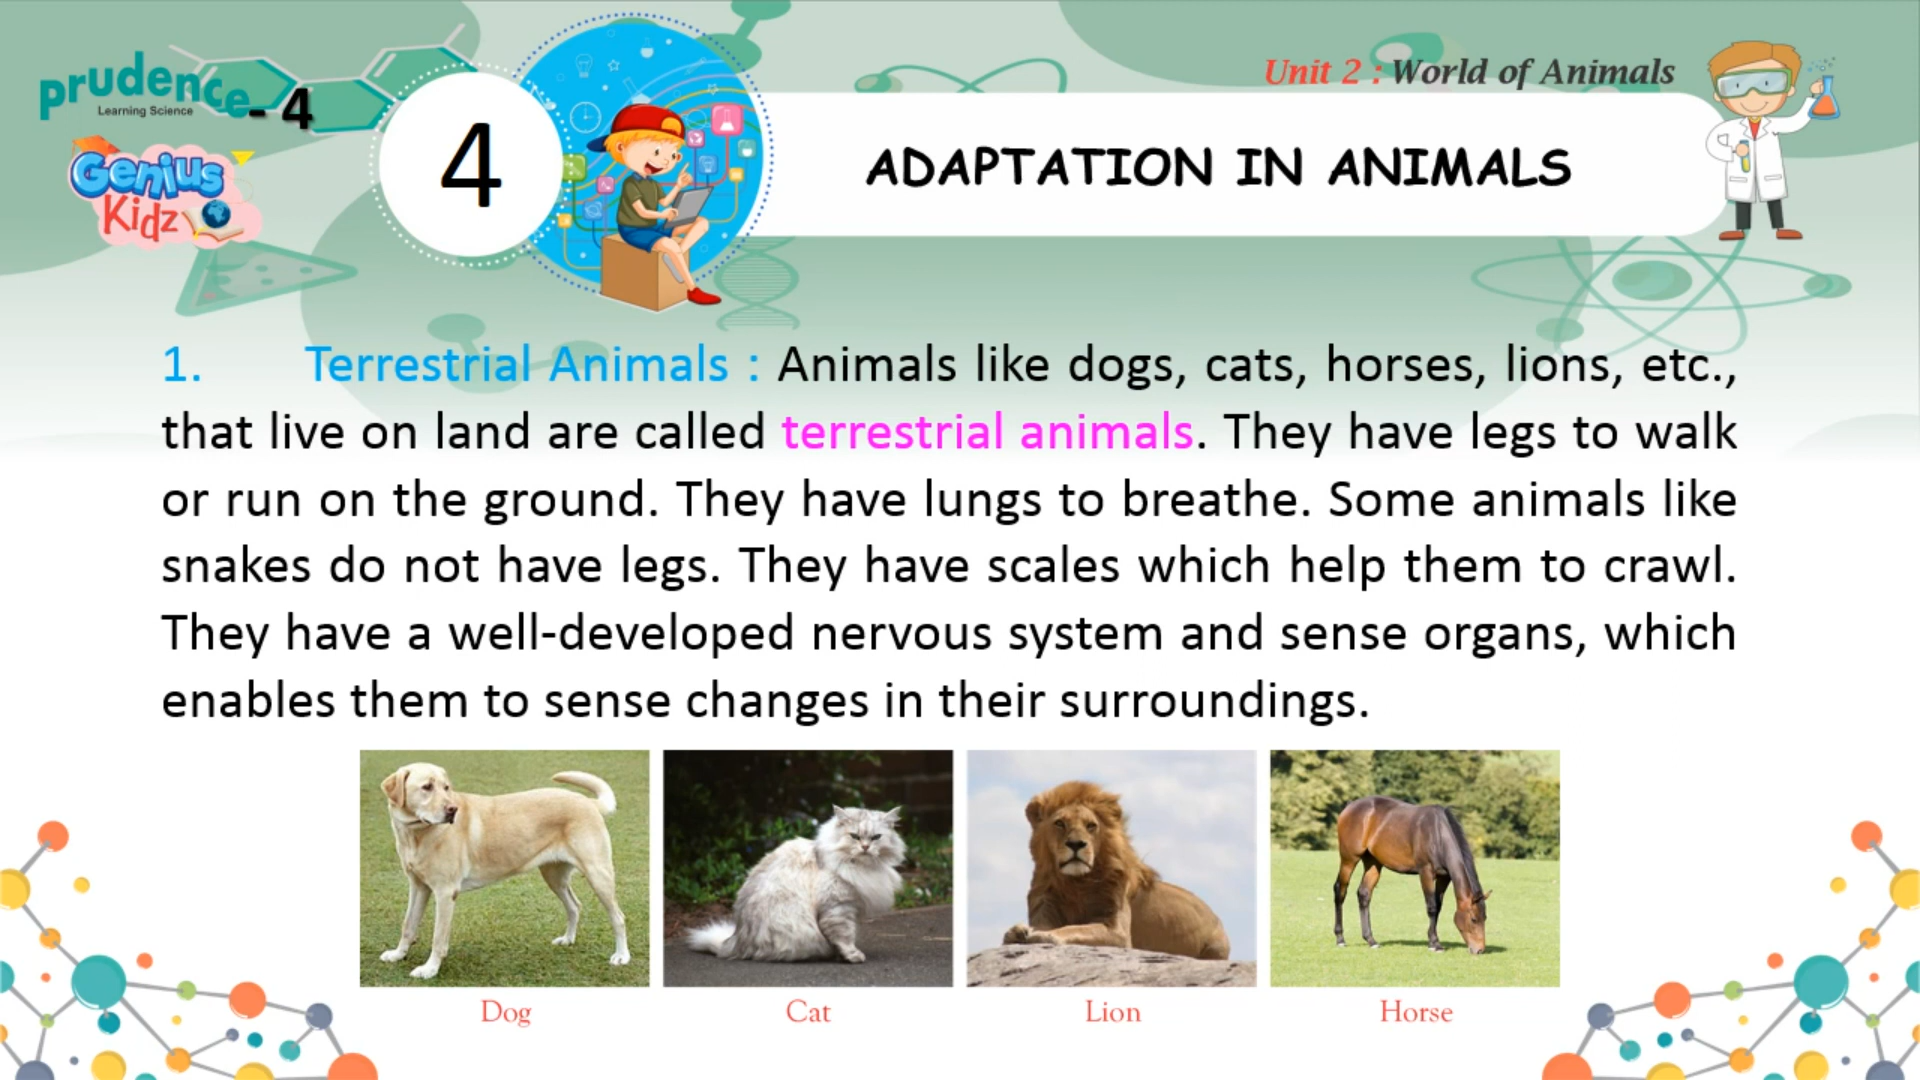 prudence - 4
Learning Science
Genius
Kidz
4
Unit 2 : World of Animals
ADAPTATION IN ANIMALS
1. Terrestrial Animals : Animals like dogs, cats, horses, lions, etc.,
that live on land are called terrestrial animals. They have legs to walk
or run on the ground. They have lungs to breathe. Some animals like
snakes do not have legs. They have scales which help them to crawl.
They have a well-developed nervous system and sense organs, which
enables them to sense changes in their surroundings.
Dog
Cat
Lion
Horse